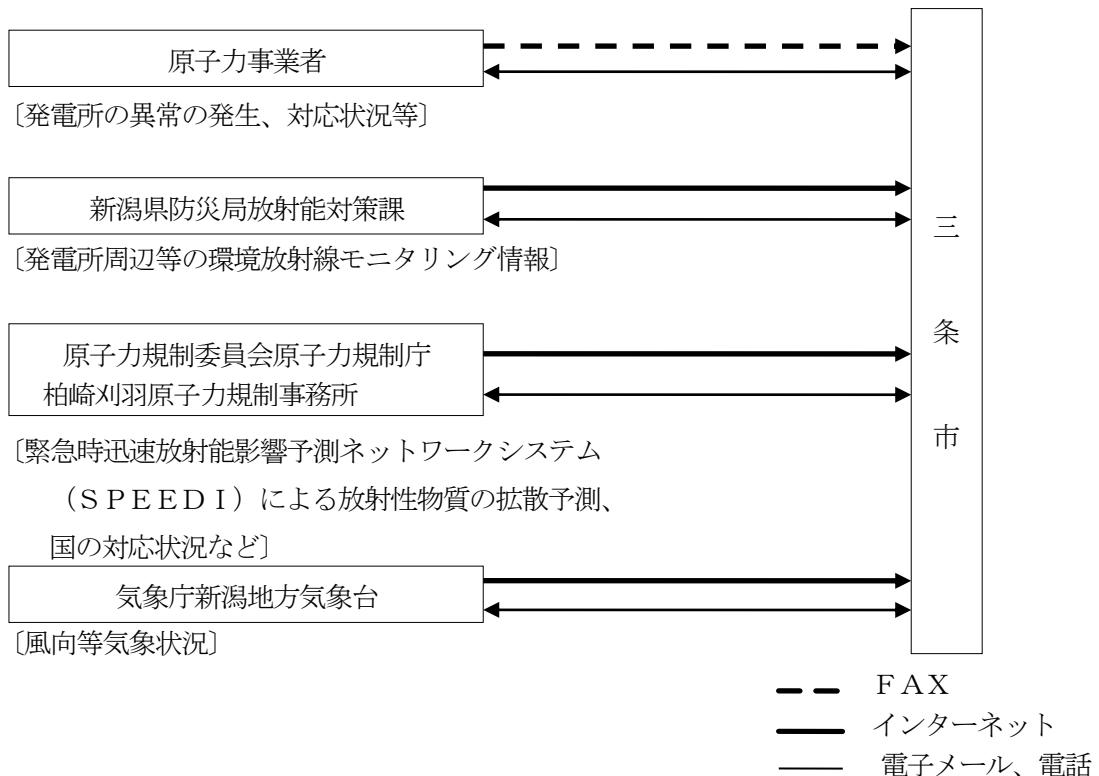 原子力事業者
〔発電所の異常の発生、対応状況等〕
新潟県防災局放射能対策課
〔発電所周辺等の環境放射線モニタリング情報〕
原子力規制委員会原子力規制庁
柏崎刈羽原子力規制事務所
〔緊急時迅速放射能影響予測ネットワークシステム
（ＳＰＥＥＤＩ）による放射性物質の拡散予測、
国の対応状況など〕
気象庁新潟地方気象台
〔風向等気象状況〕
三条市
ＦＡＸ
インターネット
電子メール、電話